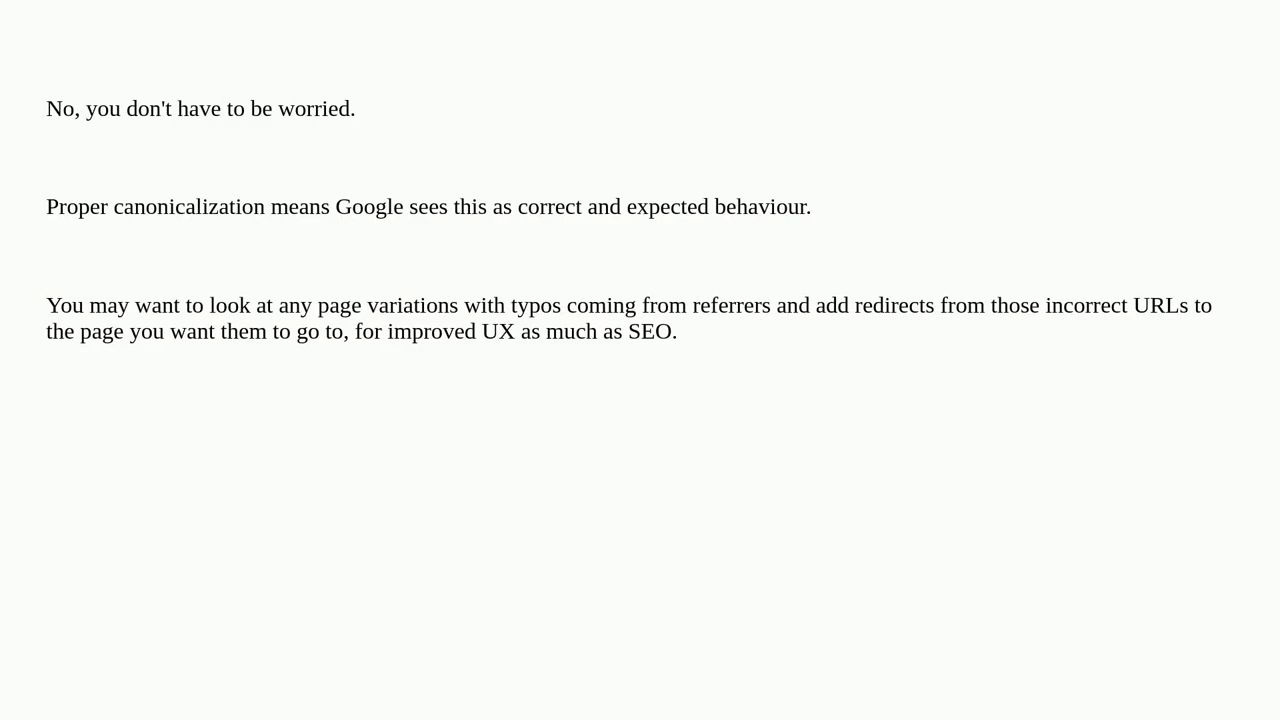 No, you don't have to be worried.
Proper canonicalization means Google sees this as correct and expected behaviour.
You may want to look at any page variations with typos coming from referrers and add redirects from those incorrect URLs to
the page you want them to go to, for improved UX as much as SEO.